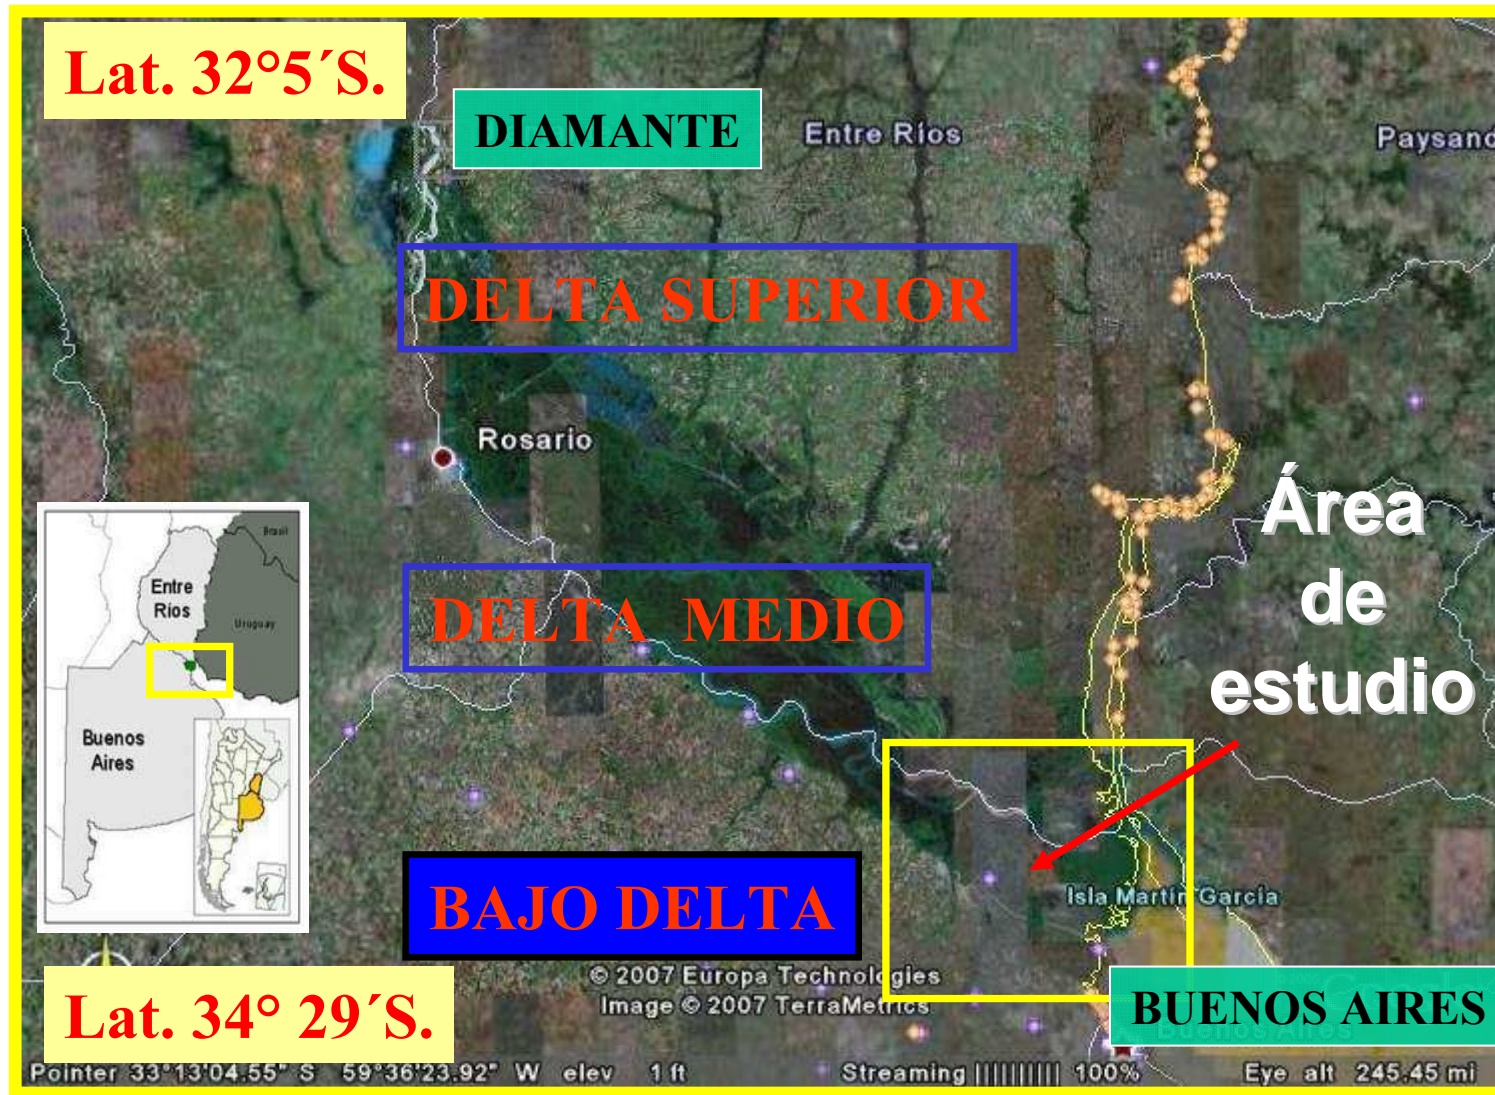 Lat. 32°5´S.
DIAMANTE
Entre Ríos
DELTA SUPERIOR
Rosario
Área
de
estudio
DELTA MEDIO
Brasil
Entre
Ríos
Uruguay
Buenos
Aires
BAJO DELTA
Isla Martín García
© 2007 Europa Technologies
Image © 2007 TerraMetrics
Lat. 34° 29´S.
BUENOS AIRES
Buenos Aires
Pointer 33°13'04.55" S 59°36'23.92" W elev 1 ft
Streaming |||||||||| 100%
Eye alt 245.45 mi